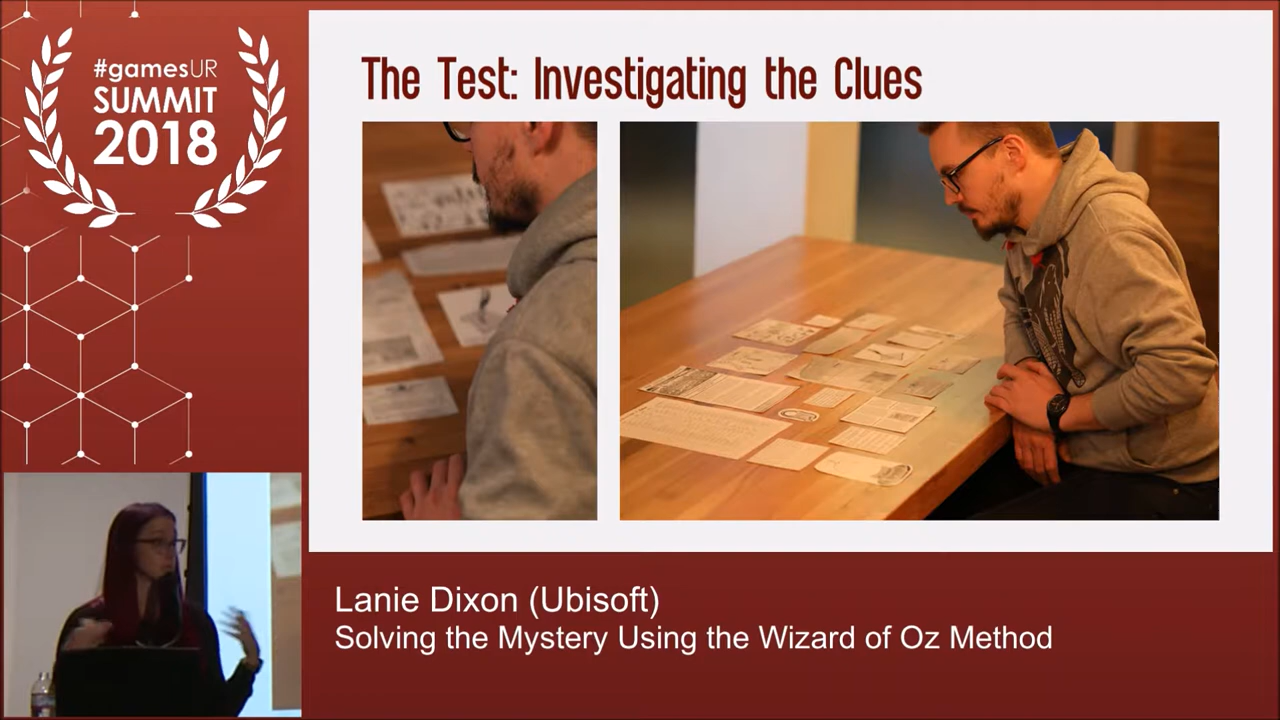 #gamesUR
SUMMIT
2018
The Test: Investigating the Clues
Lanie Dixon (Ubisoft)
Solving the Mystery Using the Wizard of Oz Method